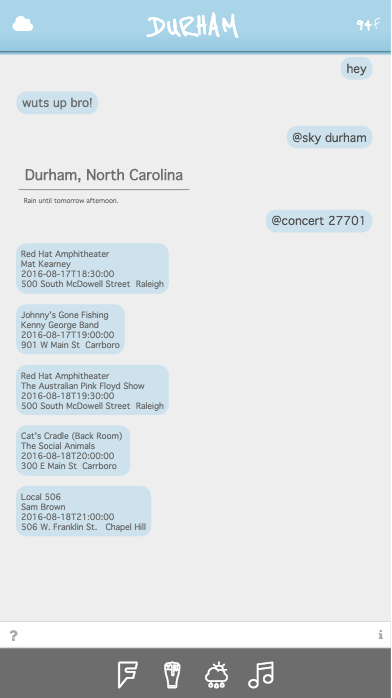 DURHAM
94F
hey
wuts up bro!
@sky durham
Durham, North Carolina
Rain until tomorrow afternoon.
@concert 27701
Red Hat Amphitheater
Mat Kearney
2016-08-17T18:30:00
500 South McDowell Street  Raleigh
Johnny's Gone Fishing
Kenny George Band
2016-08-17T19:00:00
901 W Main St  Carrboro
Red Hat Amphitheater
The Australian Pink Floyd Show
2016-08-18T19:30:00
500 South McDowell Street  Raleigh
Cat's Cradle (Back Room)
The Social Animals
2016-08-18T20:00:00
300 E Main St  Carrboro
Local 506
Sam Brown
2016-08-18T21:00:00
506 W. Franklin St.   Chapel Hill
?
i